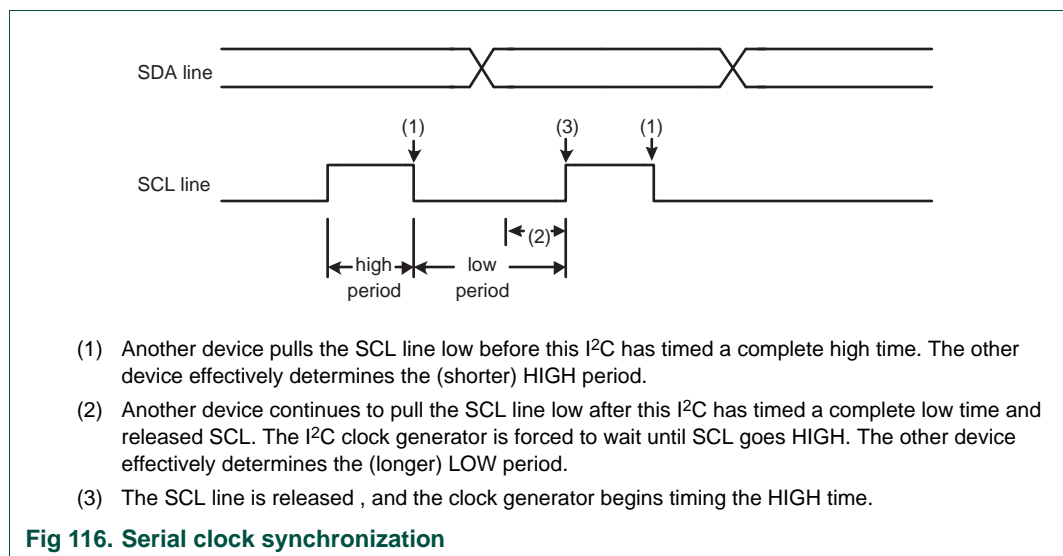 SDA line
(1) (3) (1)
SCL line
(2)
high low
period period
(1) Another device pulls the SCL line low before this I²C has timed a complete high time. The other
device effectively determines the (shorter) HIGH period.
(2) Another device continues to pull the SCL line low after this I²C has timed a complete low time and
released SCL. The I²C clock generator is forced to wait until SCL goes HIGH. The other device
effectively determines the (longer) LOW period.
(3) The SCL line is released , and the clock generator begins timing the HIGH time.
Fig 116. Serial clock synchronization